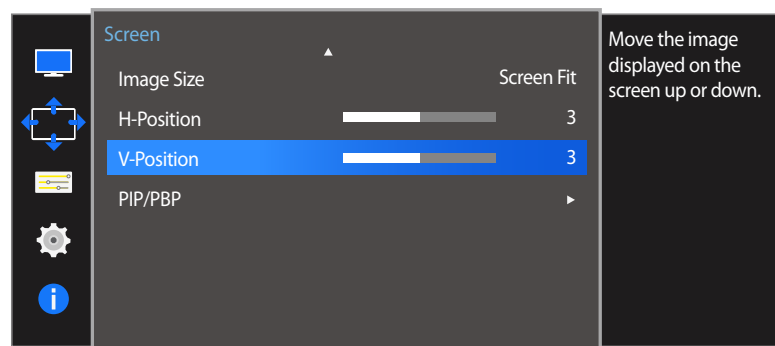 Screen
Image Size Screen Fit
H-Position 3
V-Position 3
PIP/PBP
Move the image
displayed on the
screen up or down.